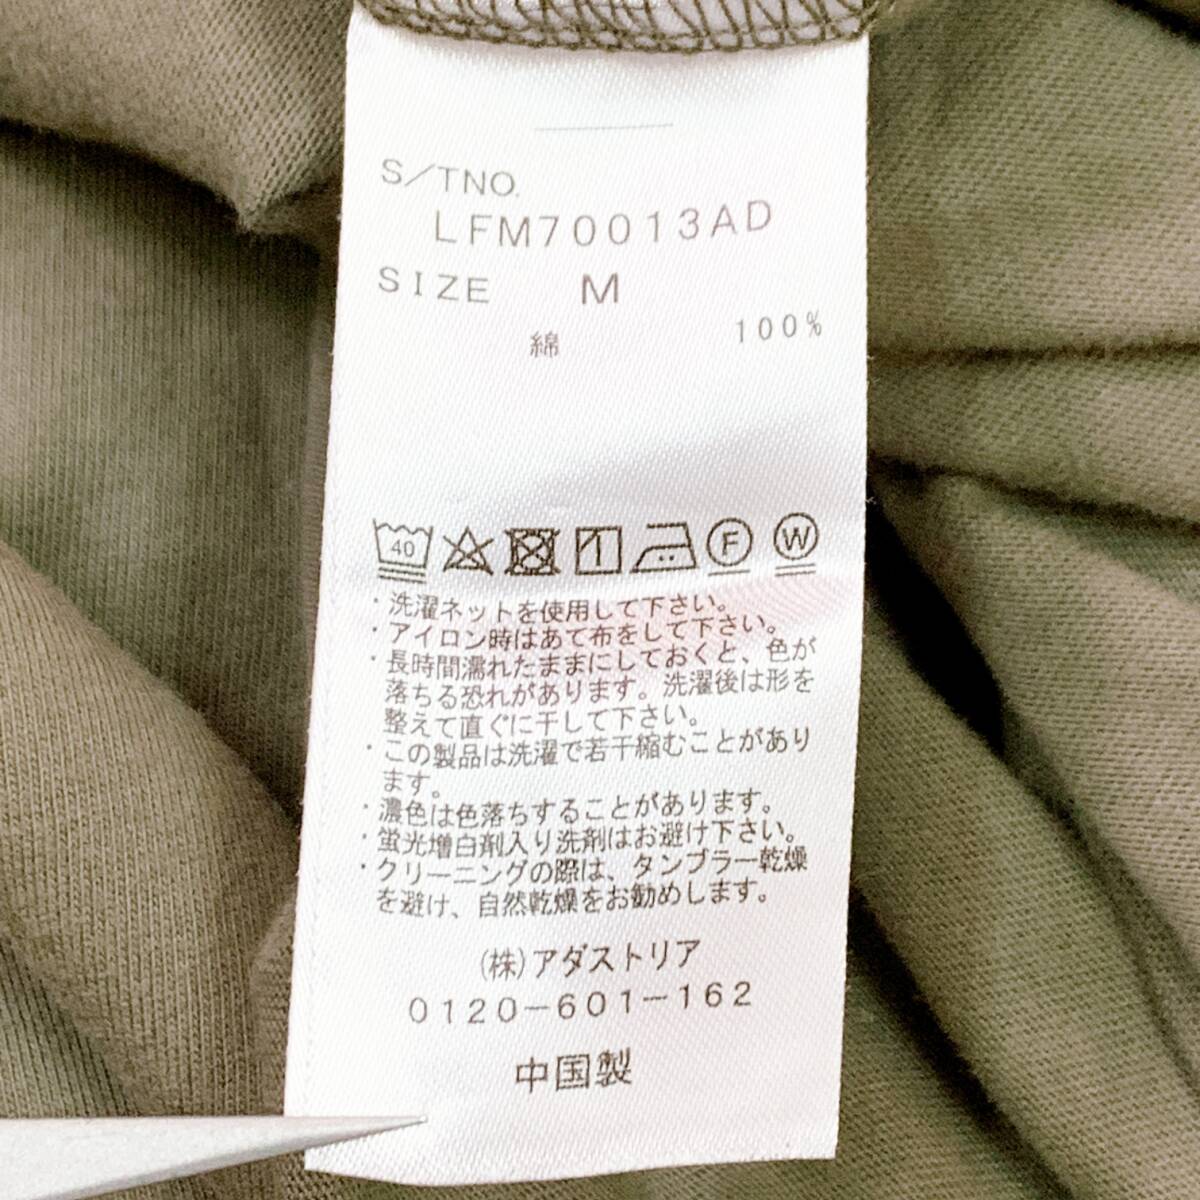 S/TNO.
LFM70013AD
SIZE M
綿 100%
40 F W
・洗濯ネットを使用して下さい。
・アイロン時はあて布をして下さい。
・長時間濡れたままにしておくと、色が
落ちる恐れがあります。洗濯後は形を
整えて直ぐに干して下さい。
・この製品は洗濯で若干縮むことがあり
ます。
・濃色は色落ちすることがあります。
・蛍光増白剤入り洗剤はお避け下さい。
・クリーニングの際は、タンブラー乾燥
を避け、自然乾燥をお勧めします。
(株)アダストリア
0120-601-162
中国製